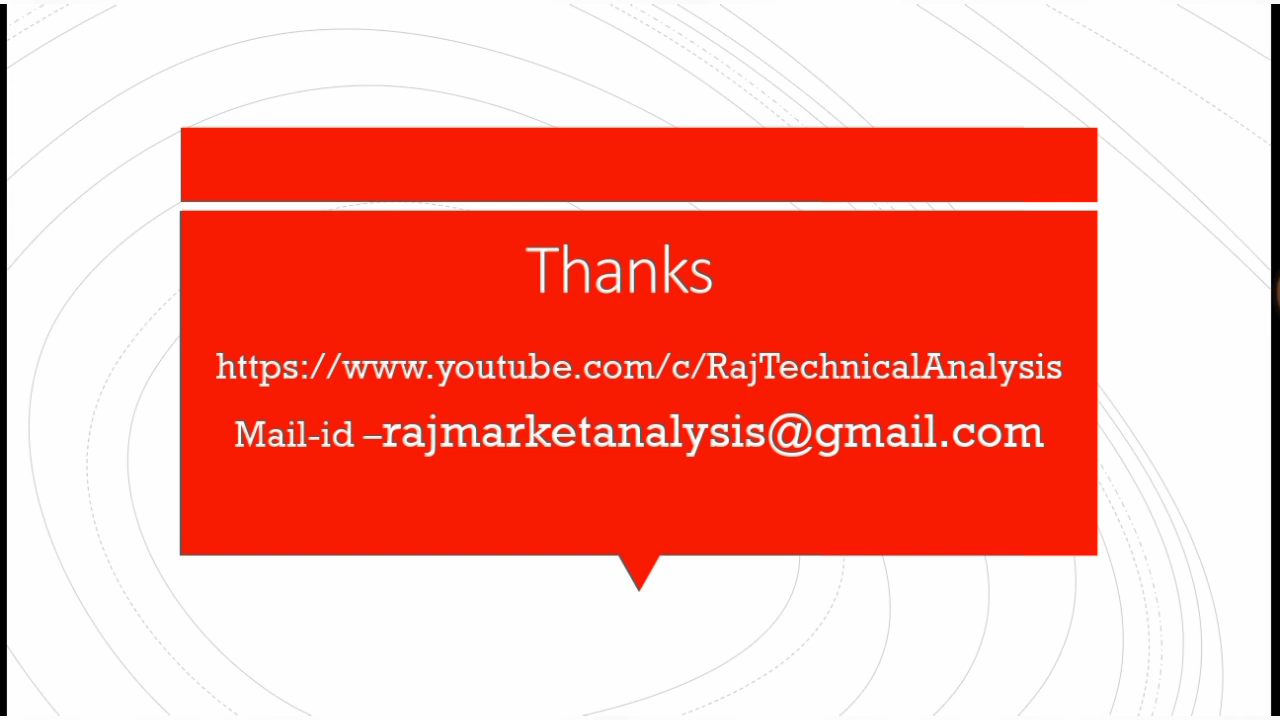 Thanks
https://www.youtube.com/c/RajTechnicalAnalysis
Mail-id –rajmarketanalysis@gmail.com